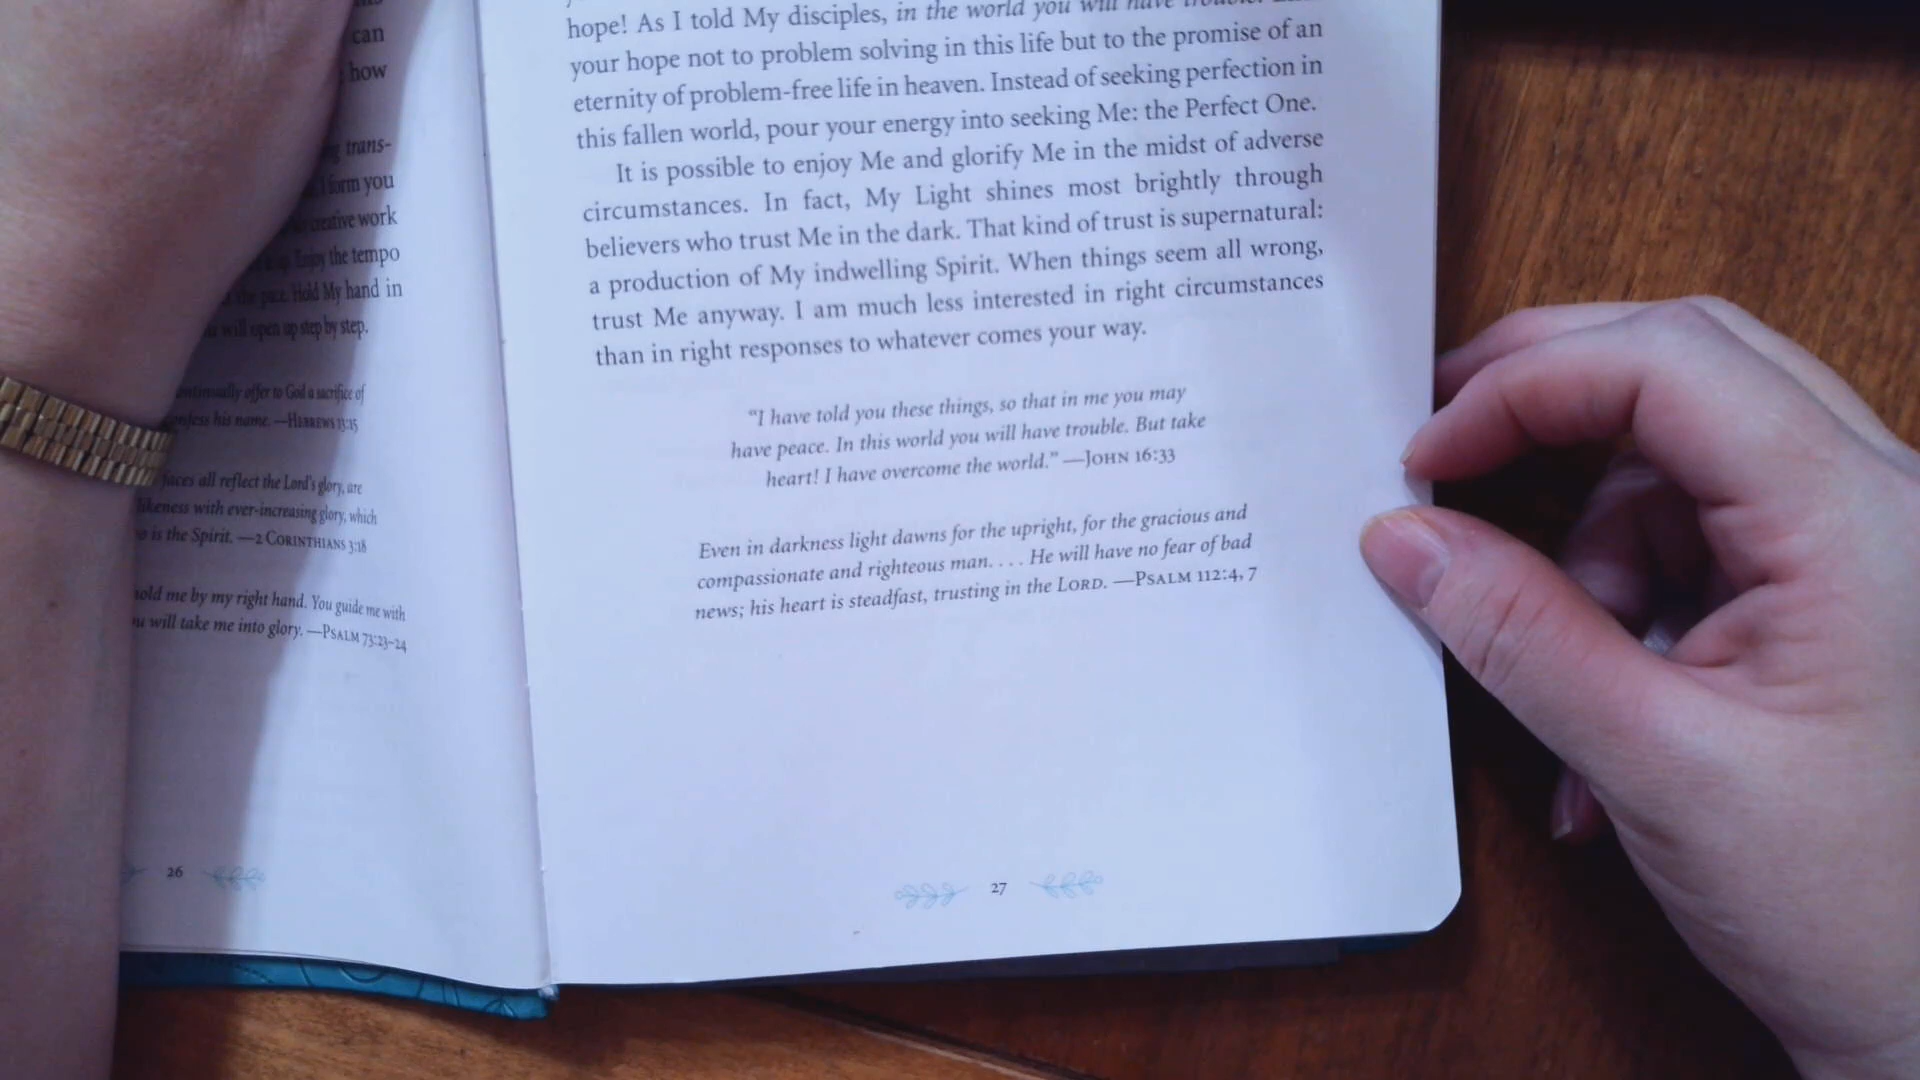 can
how
trans-
form you
creative work
Enjoy the tempo
the pace. Hold My hand in
will open up step by step.
continually offer to God a sacrifice of
confess his name. —Hebrews 13:15
faces all reflect the Lord's glory, are
likeness with ever-increasing glory, which
is the Spirit. —2 Corinthians 3:18
hold me by my right hand. You guide me with
will take me into glory. —Psalm 73:23–24
26
hope! As I told My disciples, in the world you will have trouble.
your hope not to problem solving in this life but to the promise of an
eternity of problem-free life in heaven. Instead of seeking perfection in
this fallen world, pour your energy into seeking Me: the Perfect One.
It is possible to enjoy Me and glorify Me in the midst of adverse
circumstances. In fact, My Light shines most brightly through
believers who trust Me in the dark. That kind of trust is supernatural:
a production of My indwelling Spirit. When things seem all wrong,
trust Me anyway. I am much less interested in right circumstances
than in right responses to whatever comes your way.
“I have told you these things, so that in me you may
have peace. In this world you will have trouble. But take
heart! I have overcome the world.” —John 16:33
Even in darkness light dawns for the upright, for the gracious and
compassionate and righteous man. . . . He will have no fear of bad
news; his heart is steadfast, trusting in the Lord. —Psalm 112:4, 7
27